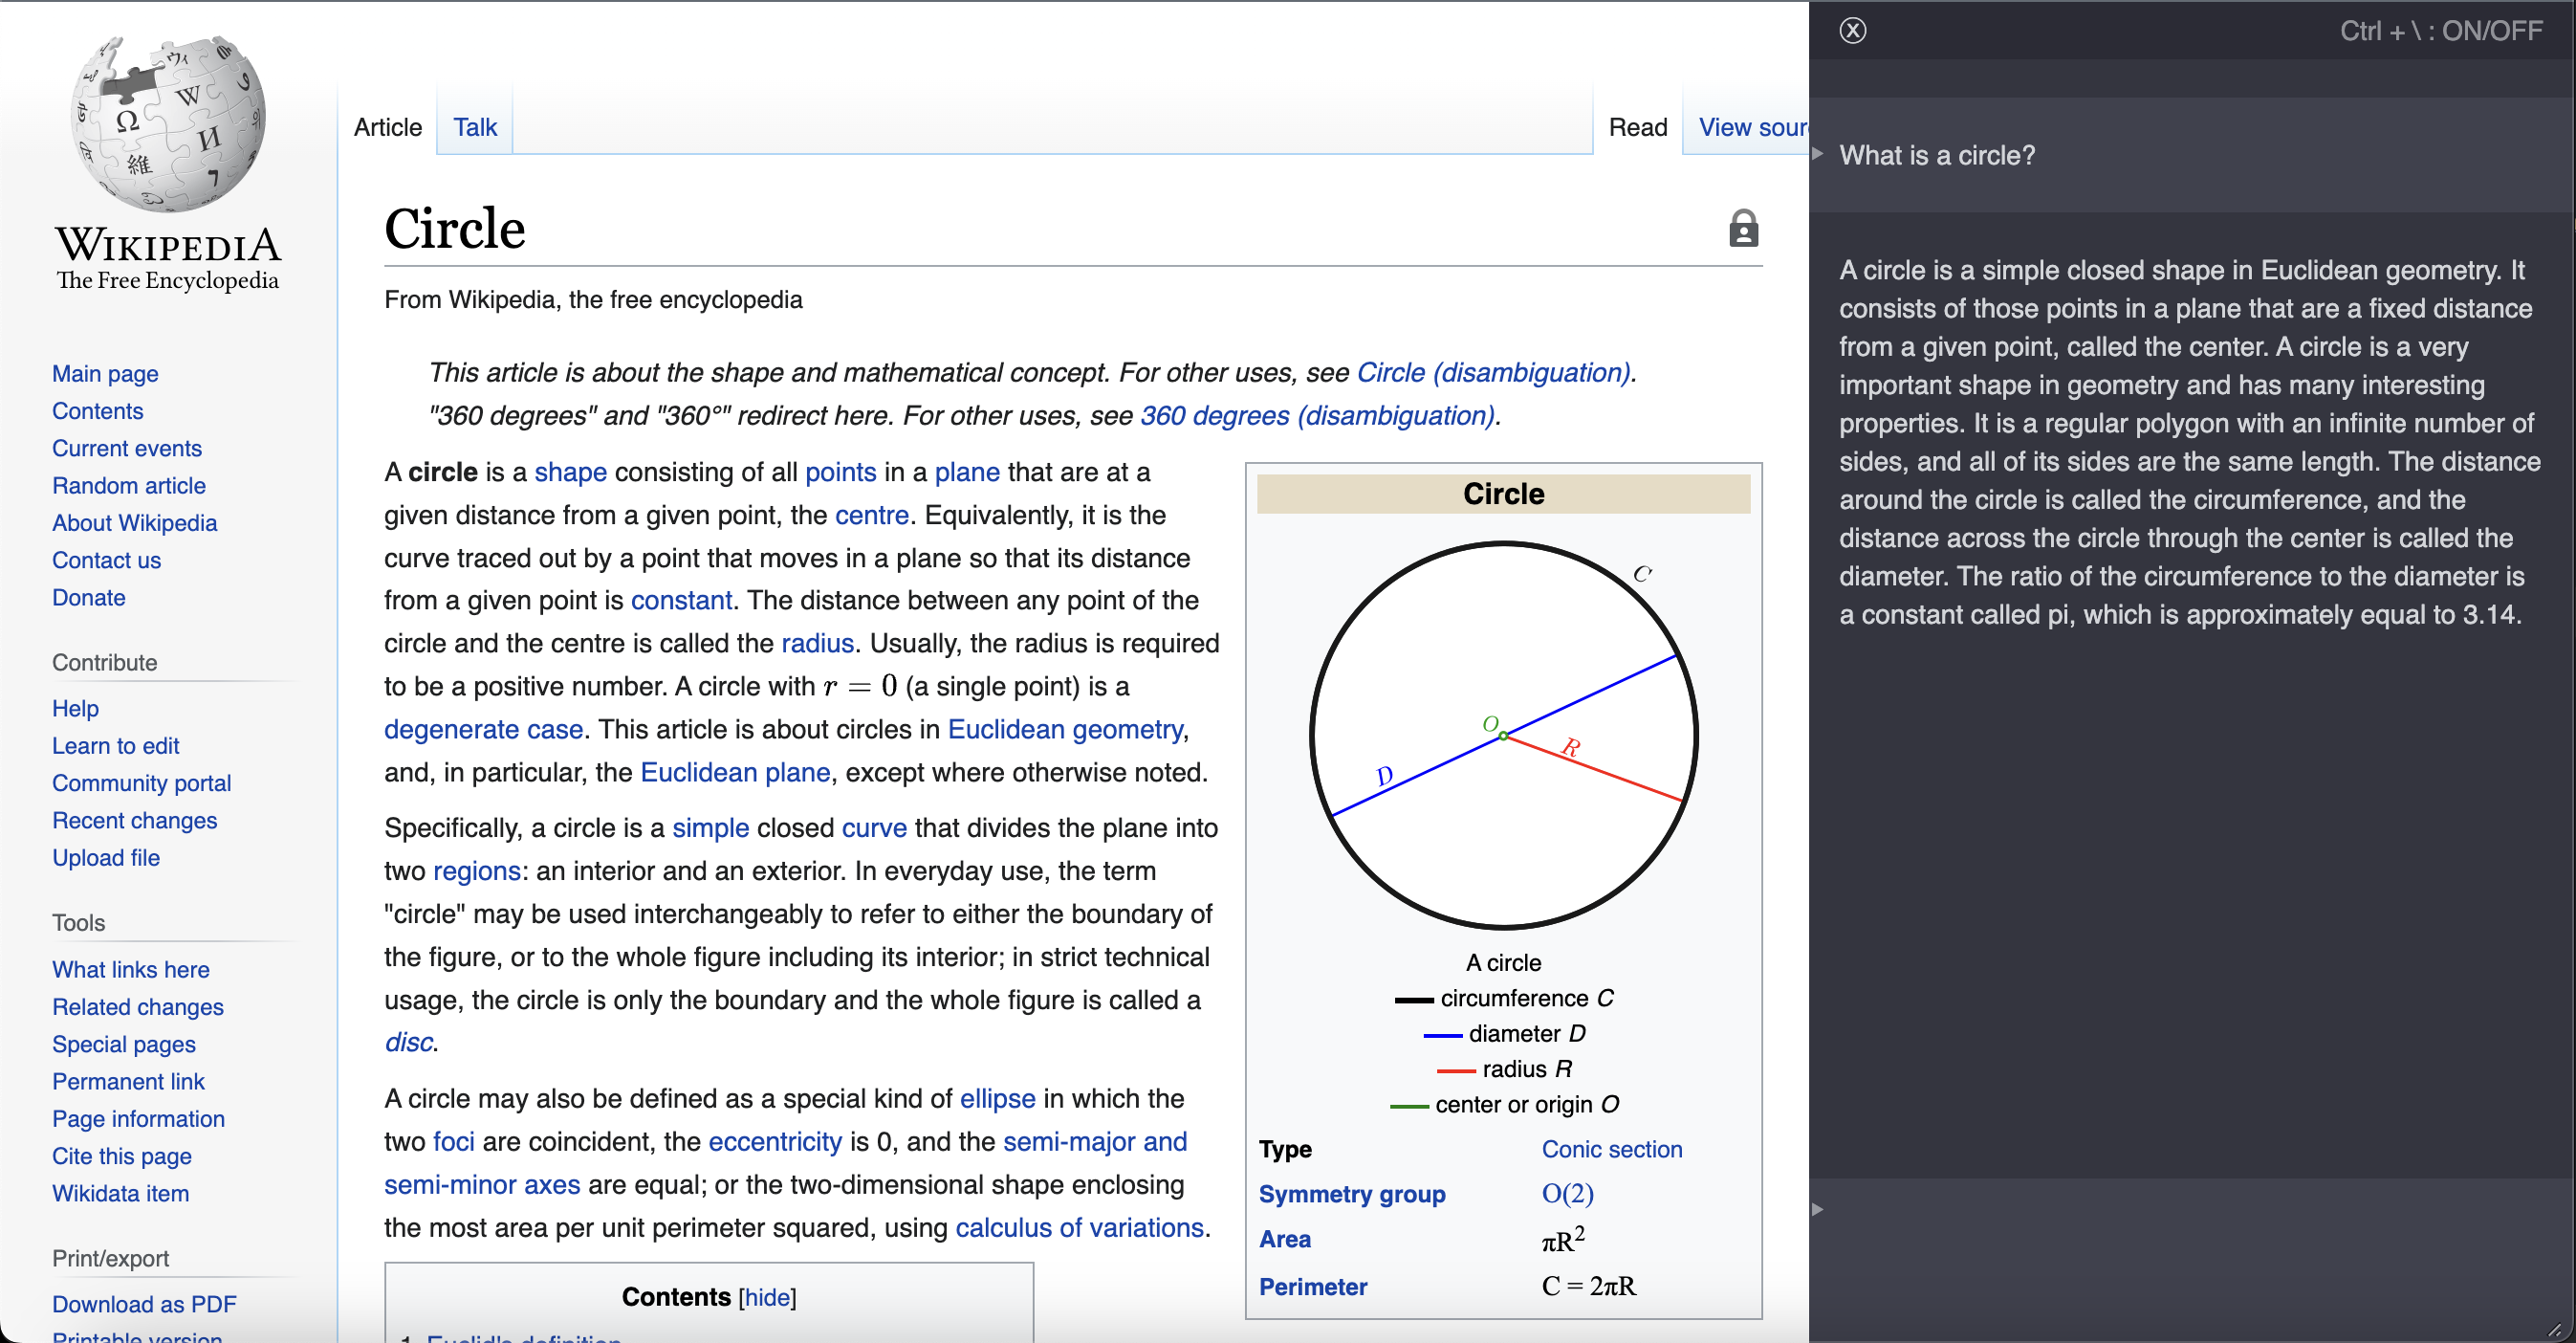 WIKIPEDIA
The Free Encyclopedia
Main page
Contents
Current events
Random article
About Wikipedia
Contact us
Donate
Contribute
Help
Learn to edit
Community portal
Recent changes
Upload file
Tools
What links here
Related changes
Special pages
Permanent link
Page information
Cite this page
Wikidata item
Print/export
Download as PDF
Printable version
Article Talk Read View sour
Circle
From Wikipedia, the free encyclopedia
This article is about the shape and mathematical concept. For other uses, see Circle (disambiguation).
"360 degrees" and "360°" redirect here. For other uses, see 360 degrees (disambiguation).
A circle is a shape consisting of all points in a plane that are at a
given distance from a given point, the centre. Equivalently, it is the
curve traced out by a point that moves in a plane so that its distance
from a given point is constant. The distance between any point of the
circle and the centre is called the radius. Usually, the radius is required
to be a positive number. A circle with r = 0 (a single point) is a
degenerate case. This article is about circles in Euclidean geometry,
and, in particular, the Euclidean plane, except where otherwise noted.
Specifically, a circle is a simple closed curve that divides the plane into
two regions: an interior and an exterior. In everyday use, the term
"circle" may be used interchangeably to refer to either the boundary of
the figure, or to the whole figure including its interior; in strict technical
usage, the circle is only the boundary and the whole figure is called a
disc.
A circle may also be defined as a special kind of ellipse in which the
two foci are coincident, the eccentricity is 0, and the semi-major and
semi-minor axes are equal; or the two-dimensional shape enclosing
the most area per unit perimeter squared, using calculus of variations.
Contents [hide]
1 Euclid's definition
Circle
C
O
R
D
A circle
circumference C
diameter D
radius R
center or origin O
Type Conic section
Symmetry group O(2)
Area πR²
Perimeter C = 2πR
Ctrl + \ : ON/OFF
What is a circle?
A circle is a simple closed shape in Euclidean geometry. It
consists of those points in a plane that are a fixed distance
from a given point, called the center. A circle is a very
important shape in geometry and has many interesting
properties. It is a regular polygon with an infinite number of
sides, and all of its sides are the same length. The distance
around the circle is called the circumference, and the
distance across the circle through the center is called the
diameter. The ratio of the circumference to the diameter is
a constant called pi, which is approximately equal to 3.14.